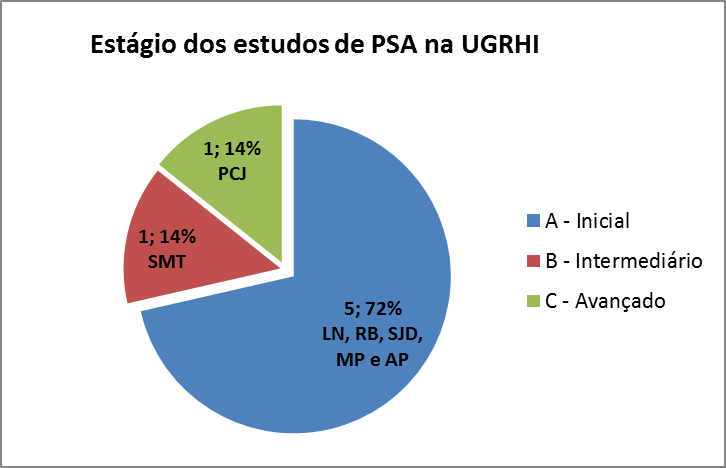 Estágio dos estudos de PSA na UGRHI
1; 14%
PCJ
1; 14%
SMT
5; 72%
LN, RB, SJD,
MP e AP
A - Inicial
B - Intermediário
C - Avançado